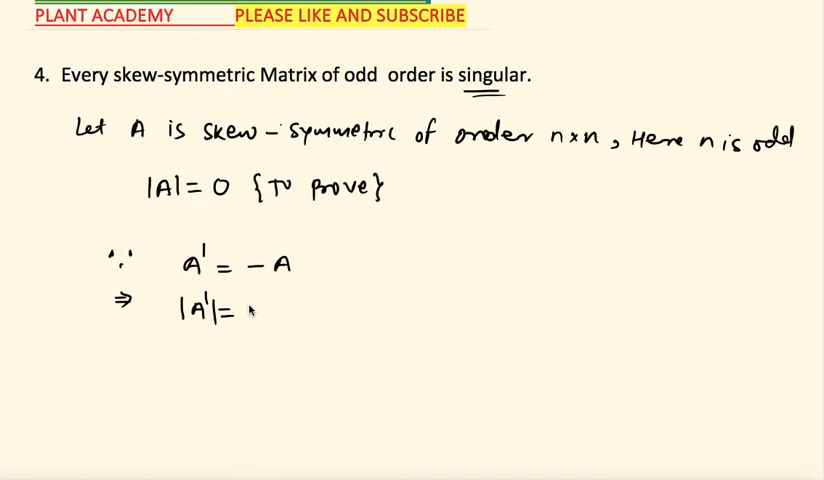 PLANT ACADEMY PLEASE LIKE AND SUBSCRIBE
4. Every skew-symmetric Matrix of odd order is singular.
Let A is skew - symmetric of order n×n, Here n is odd
|A| = 0 {To prove}
∵ A' = - A
⇒ |A'| =